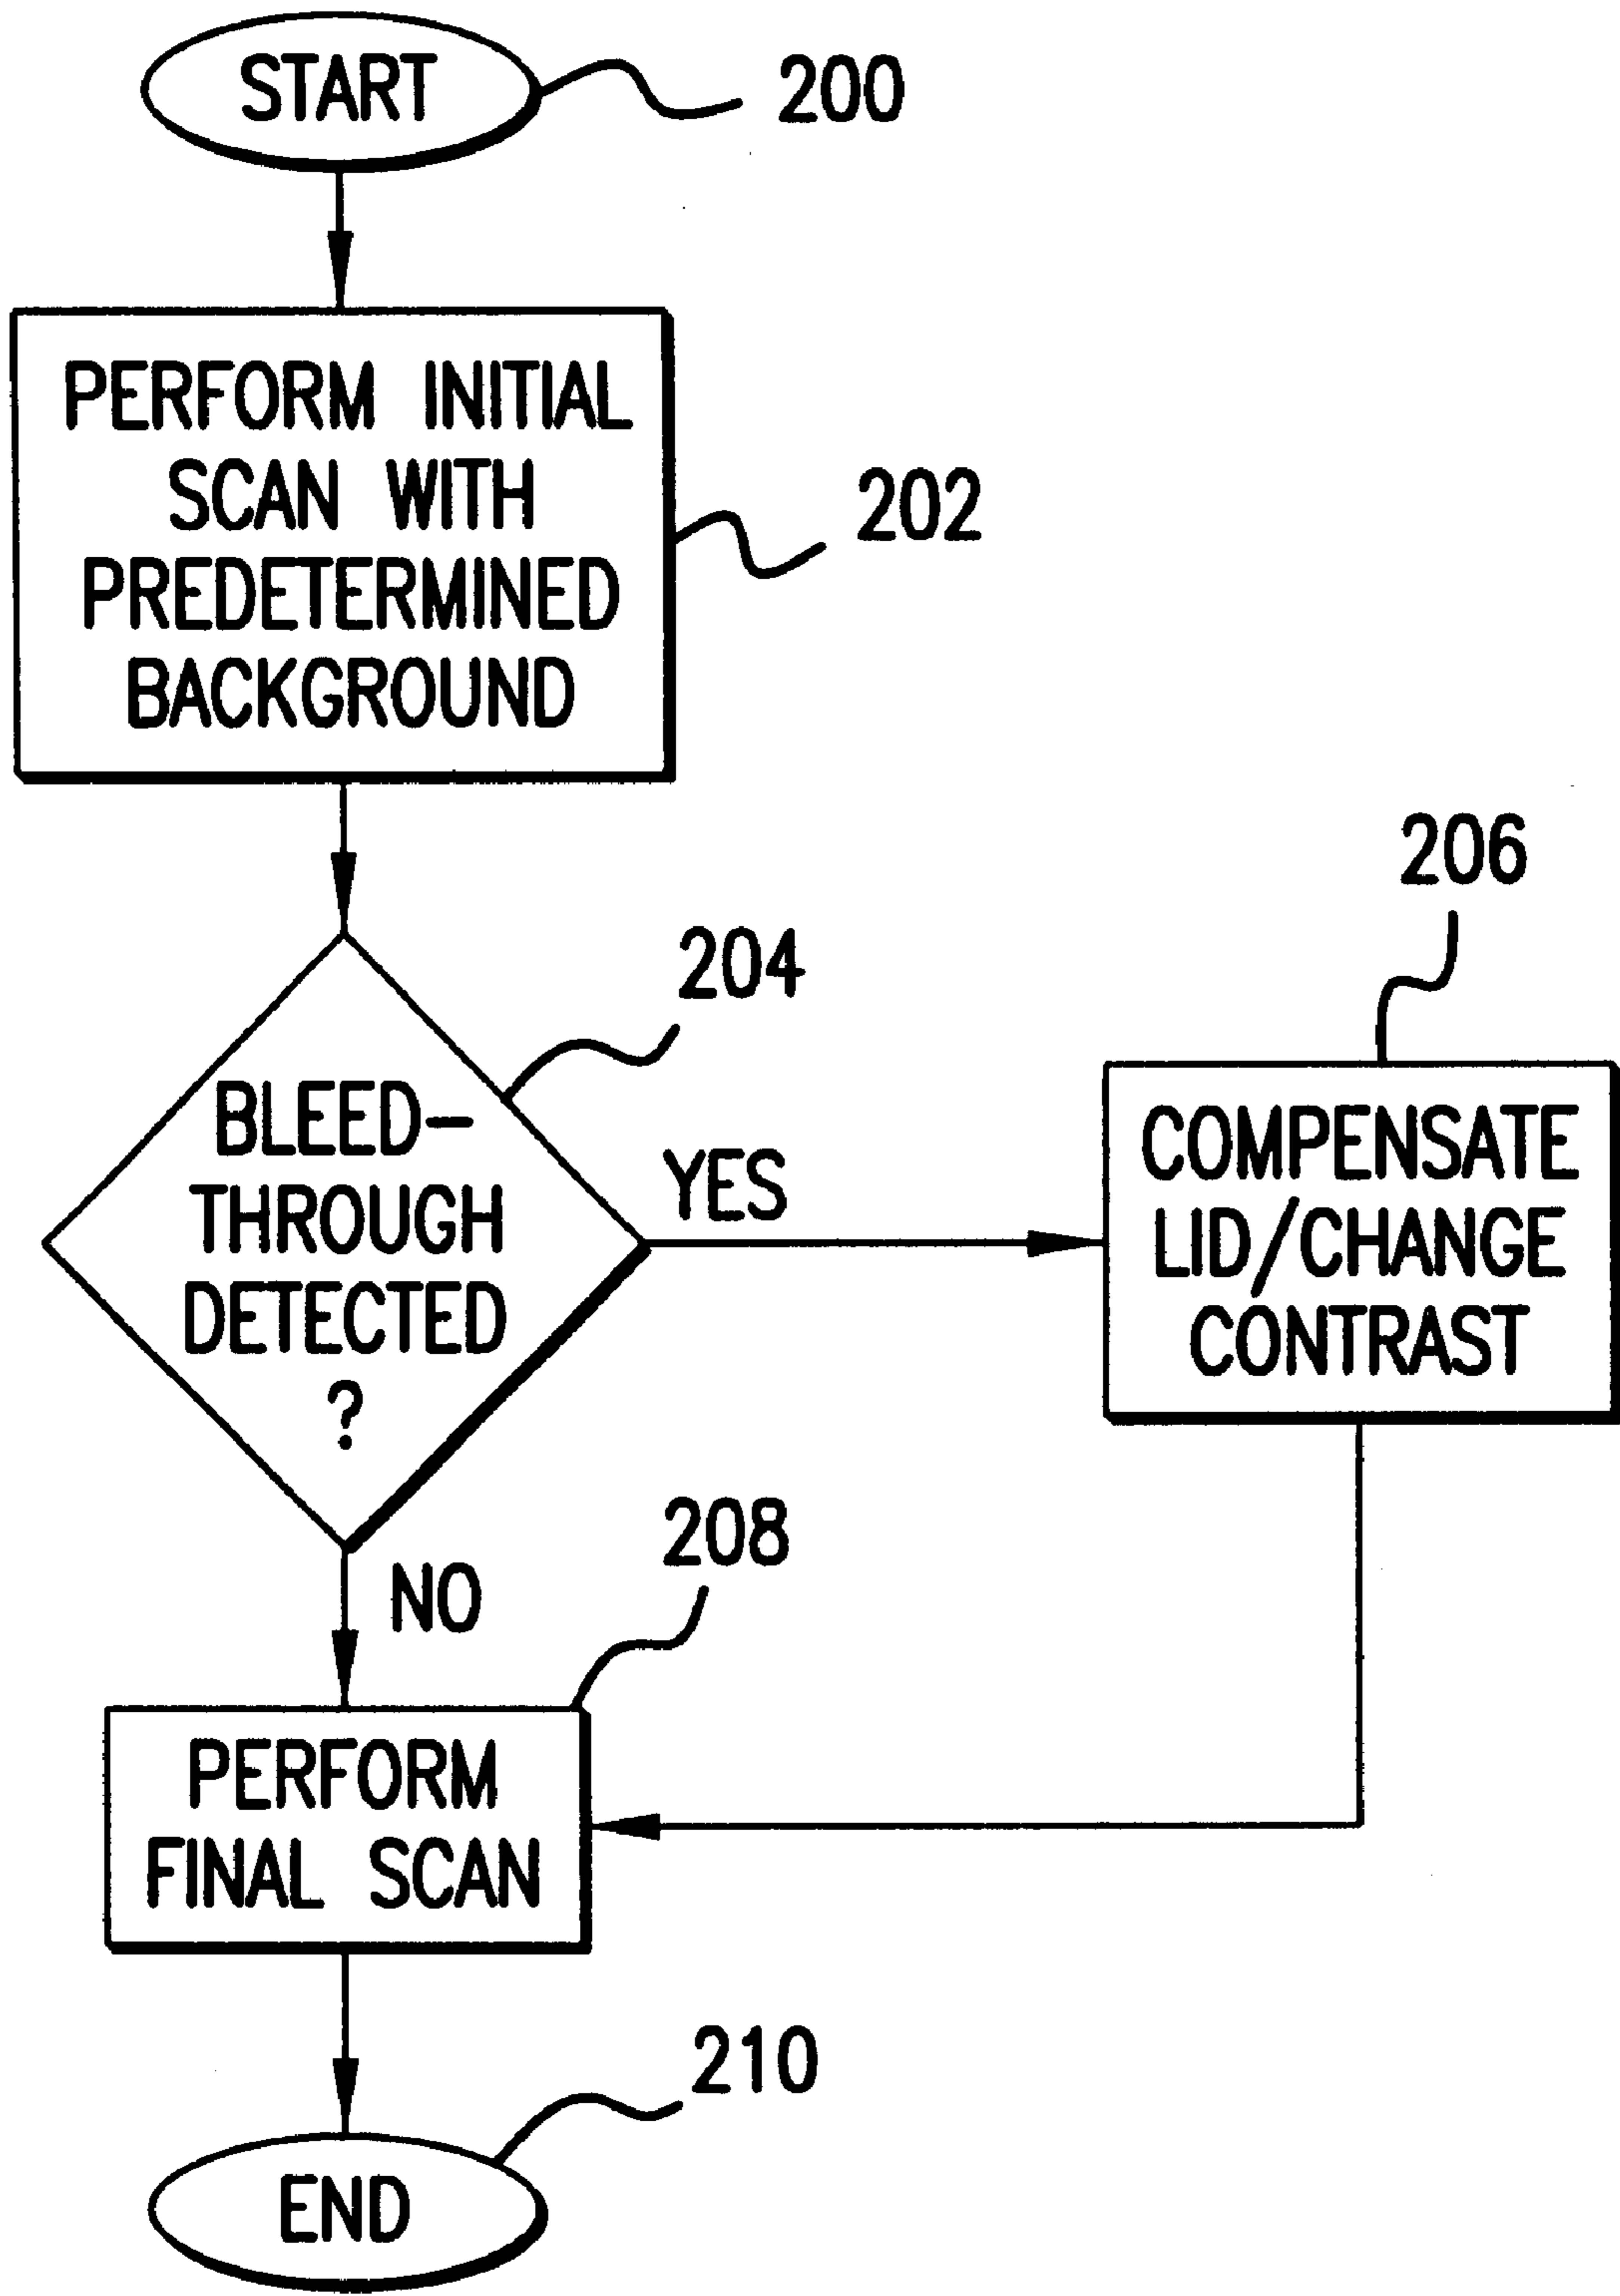 START
200
PERFORM INITIAL
SCAN WITH
PREDETERMINED
BACKGROUND
202
204
BLEED-
THROUGH
DETECTED
?
YES
206
COMPENSATE
LID/CHANGE
CONTRAST
NO
208
PERFORM
FINAL SCAN
210
END